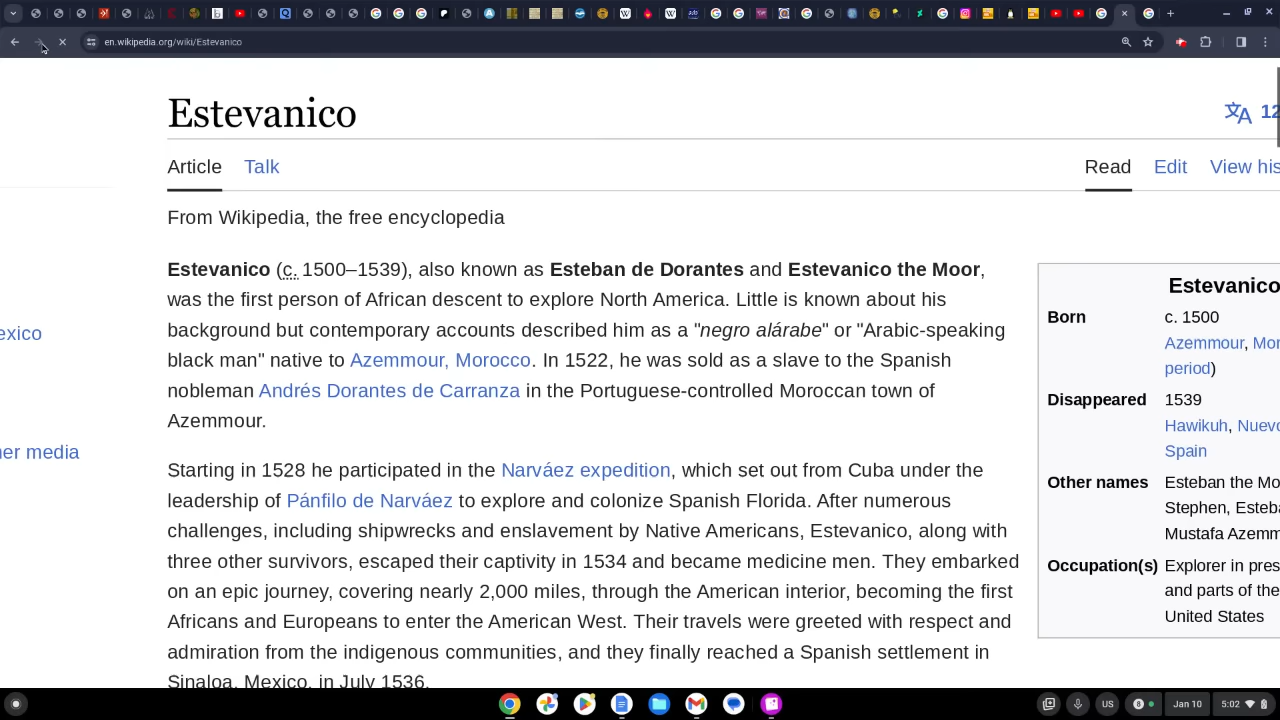 en.wikipedia.org/wiki/Estevanico
Estevanico
12
Article Talk Read Edit View his
From Wikipedia, the free encyclopedia
Estevanico (c. 1500–1539), also known as Esteban de Dorantes and Estevanico the Moor,
was the first person of African descent to explore North America. Little is known about his
background but contemporary accounts described him as a "negro alárabe" or "Arabic-speaking
black man" native to Azemmour, Morocco. In 1522, he was sold as a slave to the Spanish
nobleman Andrés Dorantes de Carranza in the Portuguese-controlled Moroccan town of
Azemmour.
Starting in 1528 he participated in the Narváez expedition, which set out from Cuba under the
leadership of Pánfilo de Narváez to explore and colonize Spanish Florida. After numerous
challenges, including shipwrecks and enslavement by Native Americans, Estevanico, along with
three other survivors, escaped their captivity in 1534 and became medicine men. They embarked
on an epic journey, covering nearly 2,000 miles, through the American interior, becoming the first
Africans and Europeans to enter the American West. Their travels were greeted with respect and
admiration from the indigenous communities, and they finally reached a Spanish settlement in
Sinaloa, Mexico, in July 1536.
exico
ner media
Estevanico
Born c. 1500
Azemmour, Mor
period)
Disappeared 1539
Hawikuh, Nuevo
Spain
Other names Esteban the Mo
Stephen, Esteba
Mustafa Azemm
Occupation(s) Explorer in pres
and parts of the
United States
US
8
Jan 10
5:02